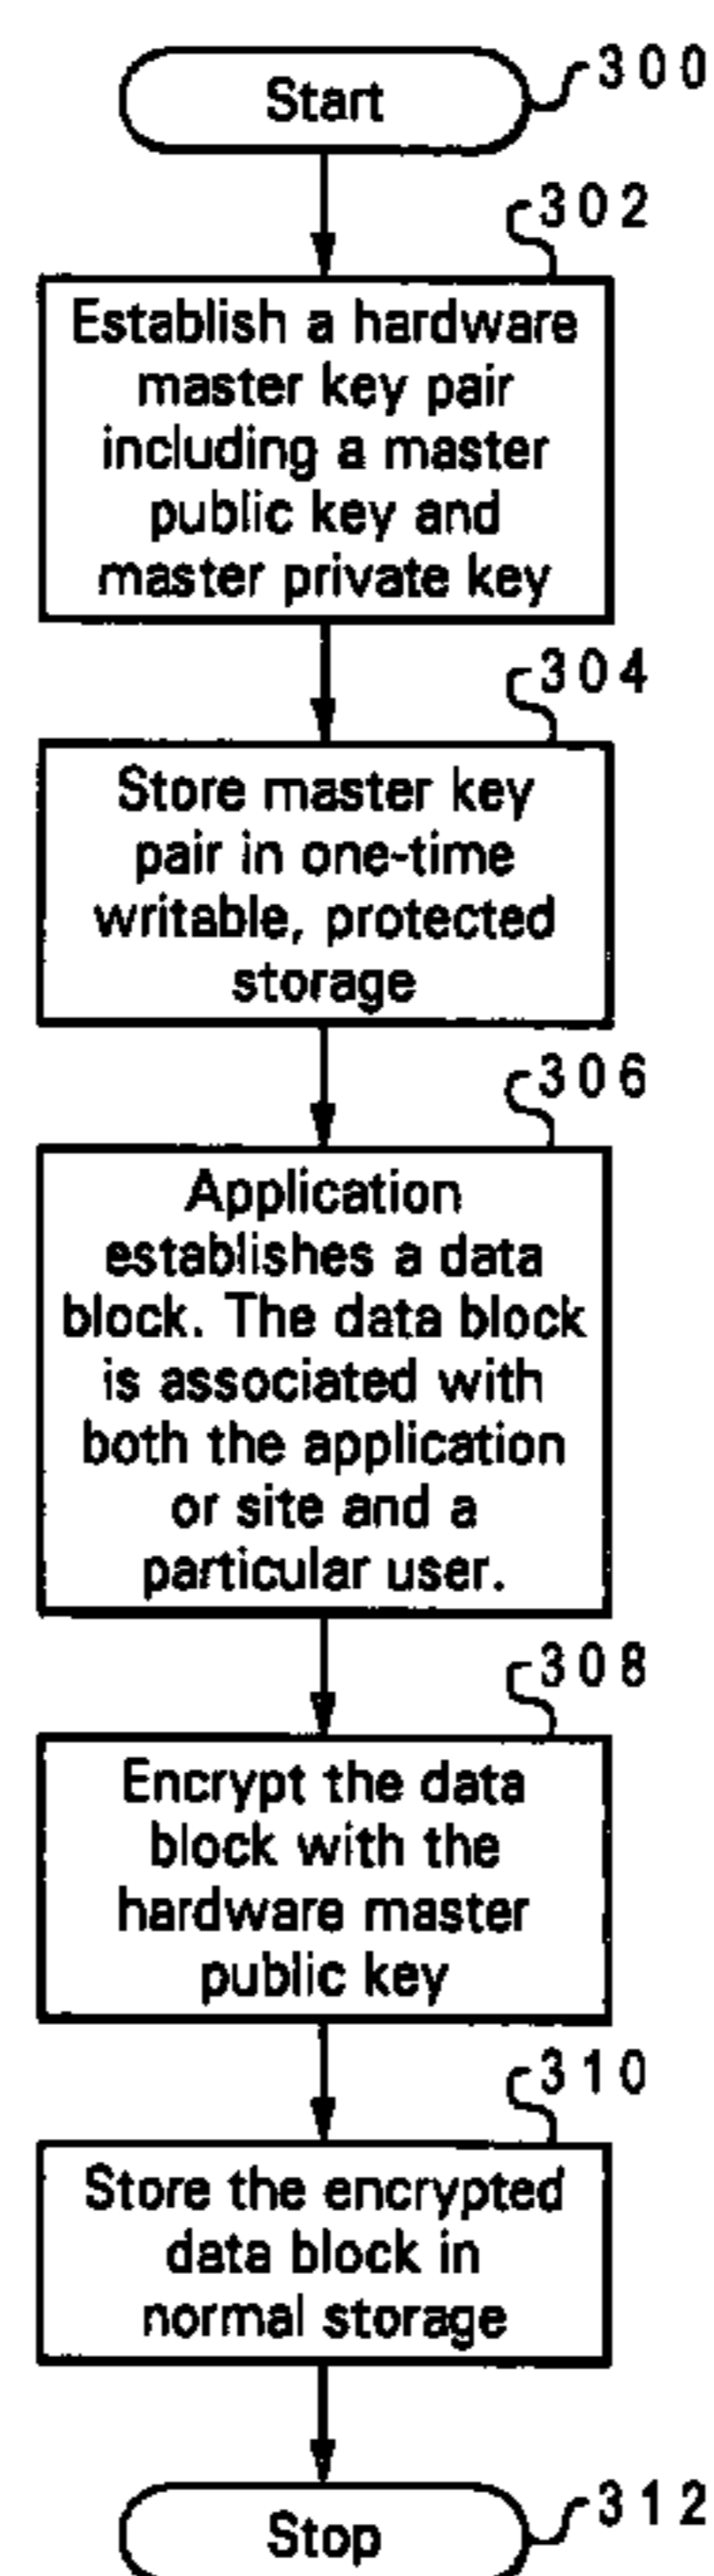 Start
300
302
Establish a hardware
master key pair
including a master
public key and
master private key
304
Store master key
pair in one-time
writable, protected
storage
306
Application
establishes a data
block. The data block
is associated with
both the application
or site and a
particular user.
308
Encrypt the data
block with the
hardware master
public key
310
Store the encrypted
data block in
normal storage
Stop
312